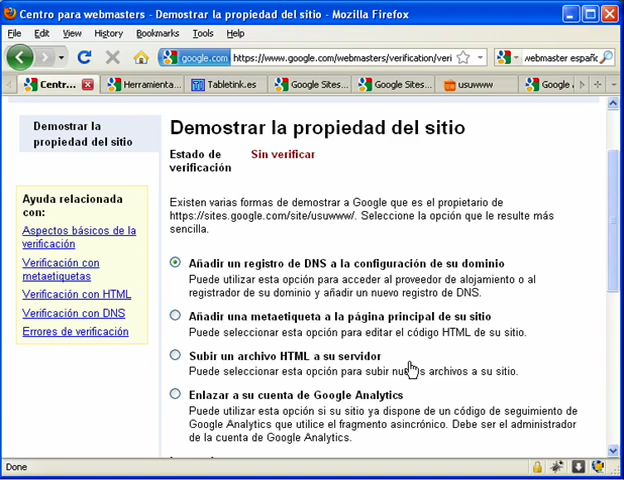 Centro para webmasters - Demostrar la propiedad del sitio - Mozilla Firefox
File Edit View History Bookmarks Tools Help
google.com https://www.google.com/webmasters/verification/veri webmaster español
Centr... Herramienta... Tabletink.es Google Sites... Google Sites... usuwww Google
Demostrar la
propiedad del sitio
Ayuda relacionada
con:
Aspectos básicos de la
verificación
Verificación con
metaetiquetas
Verificación con HTML
Verificación con DNS
Errores de verificación
Demostrar la propiedad del sitio
Estado de
verificación
Sin verificar
Existen varias formas de demostrar a Google que es el propietario de
https://sites.google.com/site/usuwww/. Seleccione la opción que le resulte más
sencilla.
Añadir un registro de DNS a la configuración de su dominio
Puede utilizar esta opción para acceder al proveedor de alojamiento o al
registrador de su dominio y añadir un nuevo registro de DNS.
Añadir una metaetiqueta a la página principal de su sitio
Puede seleccionar esta opción para editar el código HTML de su sitio.
Subir un archivo HTML a su servidor
Puede seleccionar esta opción para subir nuevos archivos a su sitio.
Enlazar a su cuenta de Google Analytics
Puede utilizar esta opción si su sitio ya dispone de un código de seguimiento de
Google Analytics que utilice el fragmento asincrónico. Debe ser el administrador
de la cuenta de Google Analytics.
Done